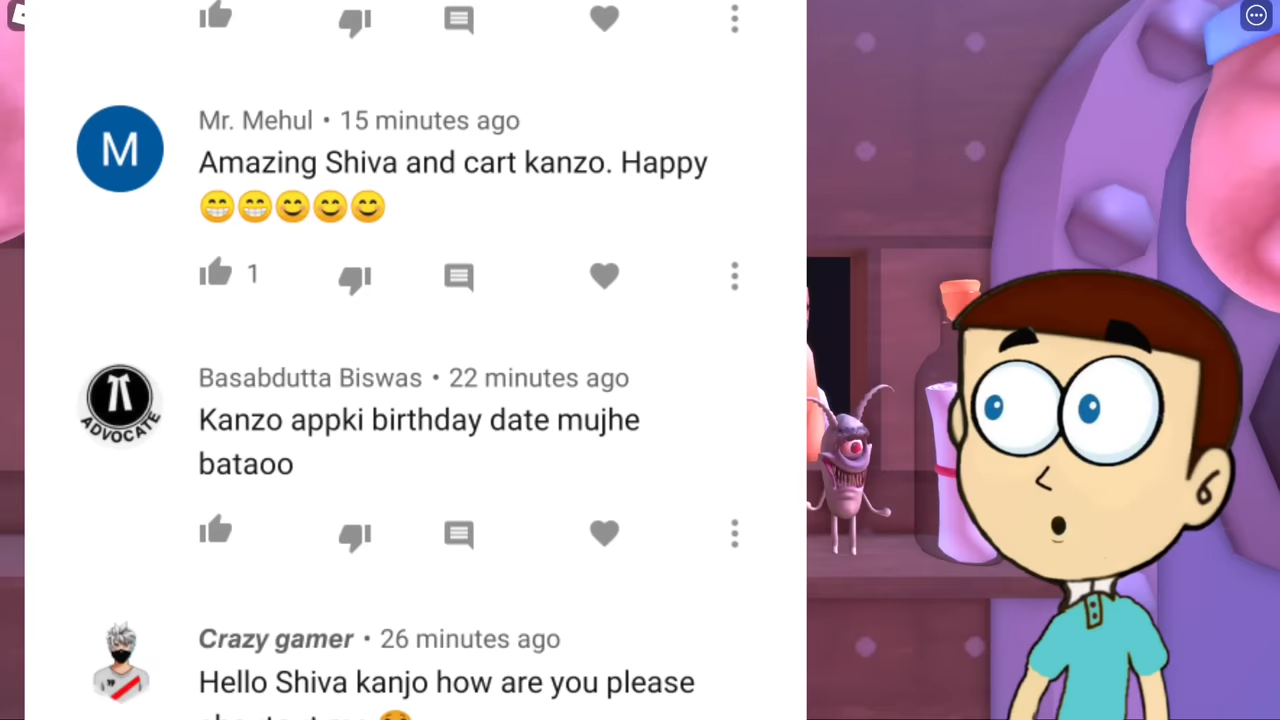 Mr. Mehul • 15 minutes ago
Amazing Shiva and cart kanzo. Happy
😁😁😊😊😊
1
M
Basabdutta Biswas • 22 minutes ago
Kanzo appki birthday date mujhe
bataoo
ADVOCATE
Crazy gamer • 26 minutes ago
Hello Shiva kanjo how are you please